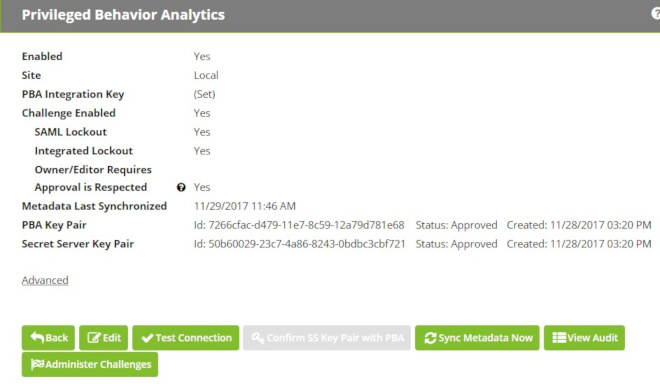 Privileged Behavior Analytics ?
Enabled Yes
Site Local
PBA Integration Key (Set)
Challenge Enabled Yes
SAML Lockout Yes
Integrated Lockout Yes
Owner/Editor Requires
Approval is Respected ? Yes
Metadata Last Synchronized 11/29/2017 11:46 AM
PBA Key Pair Id: 7266cfac-d479-11e7-8c59-12a79d781e68 Status: Approved Created: 11/28/2017 03:20 PM
Secret Server Key Pair Id: 50b60029-23c7-4a86-8243-0bdbc3cbf721 Status: Approved Created: 11/28/2017 03:20 PM
Advanced
Back Edit Test Connection Confirm SS Key Pair with PBA Sync Metadata Now View Audit
Administer Challenges